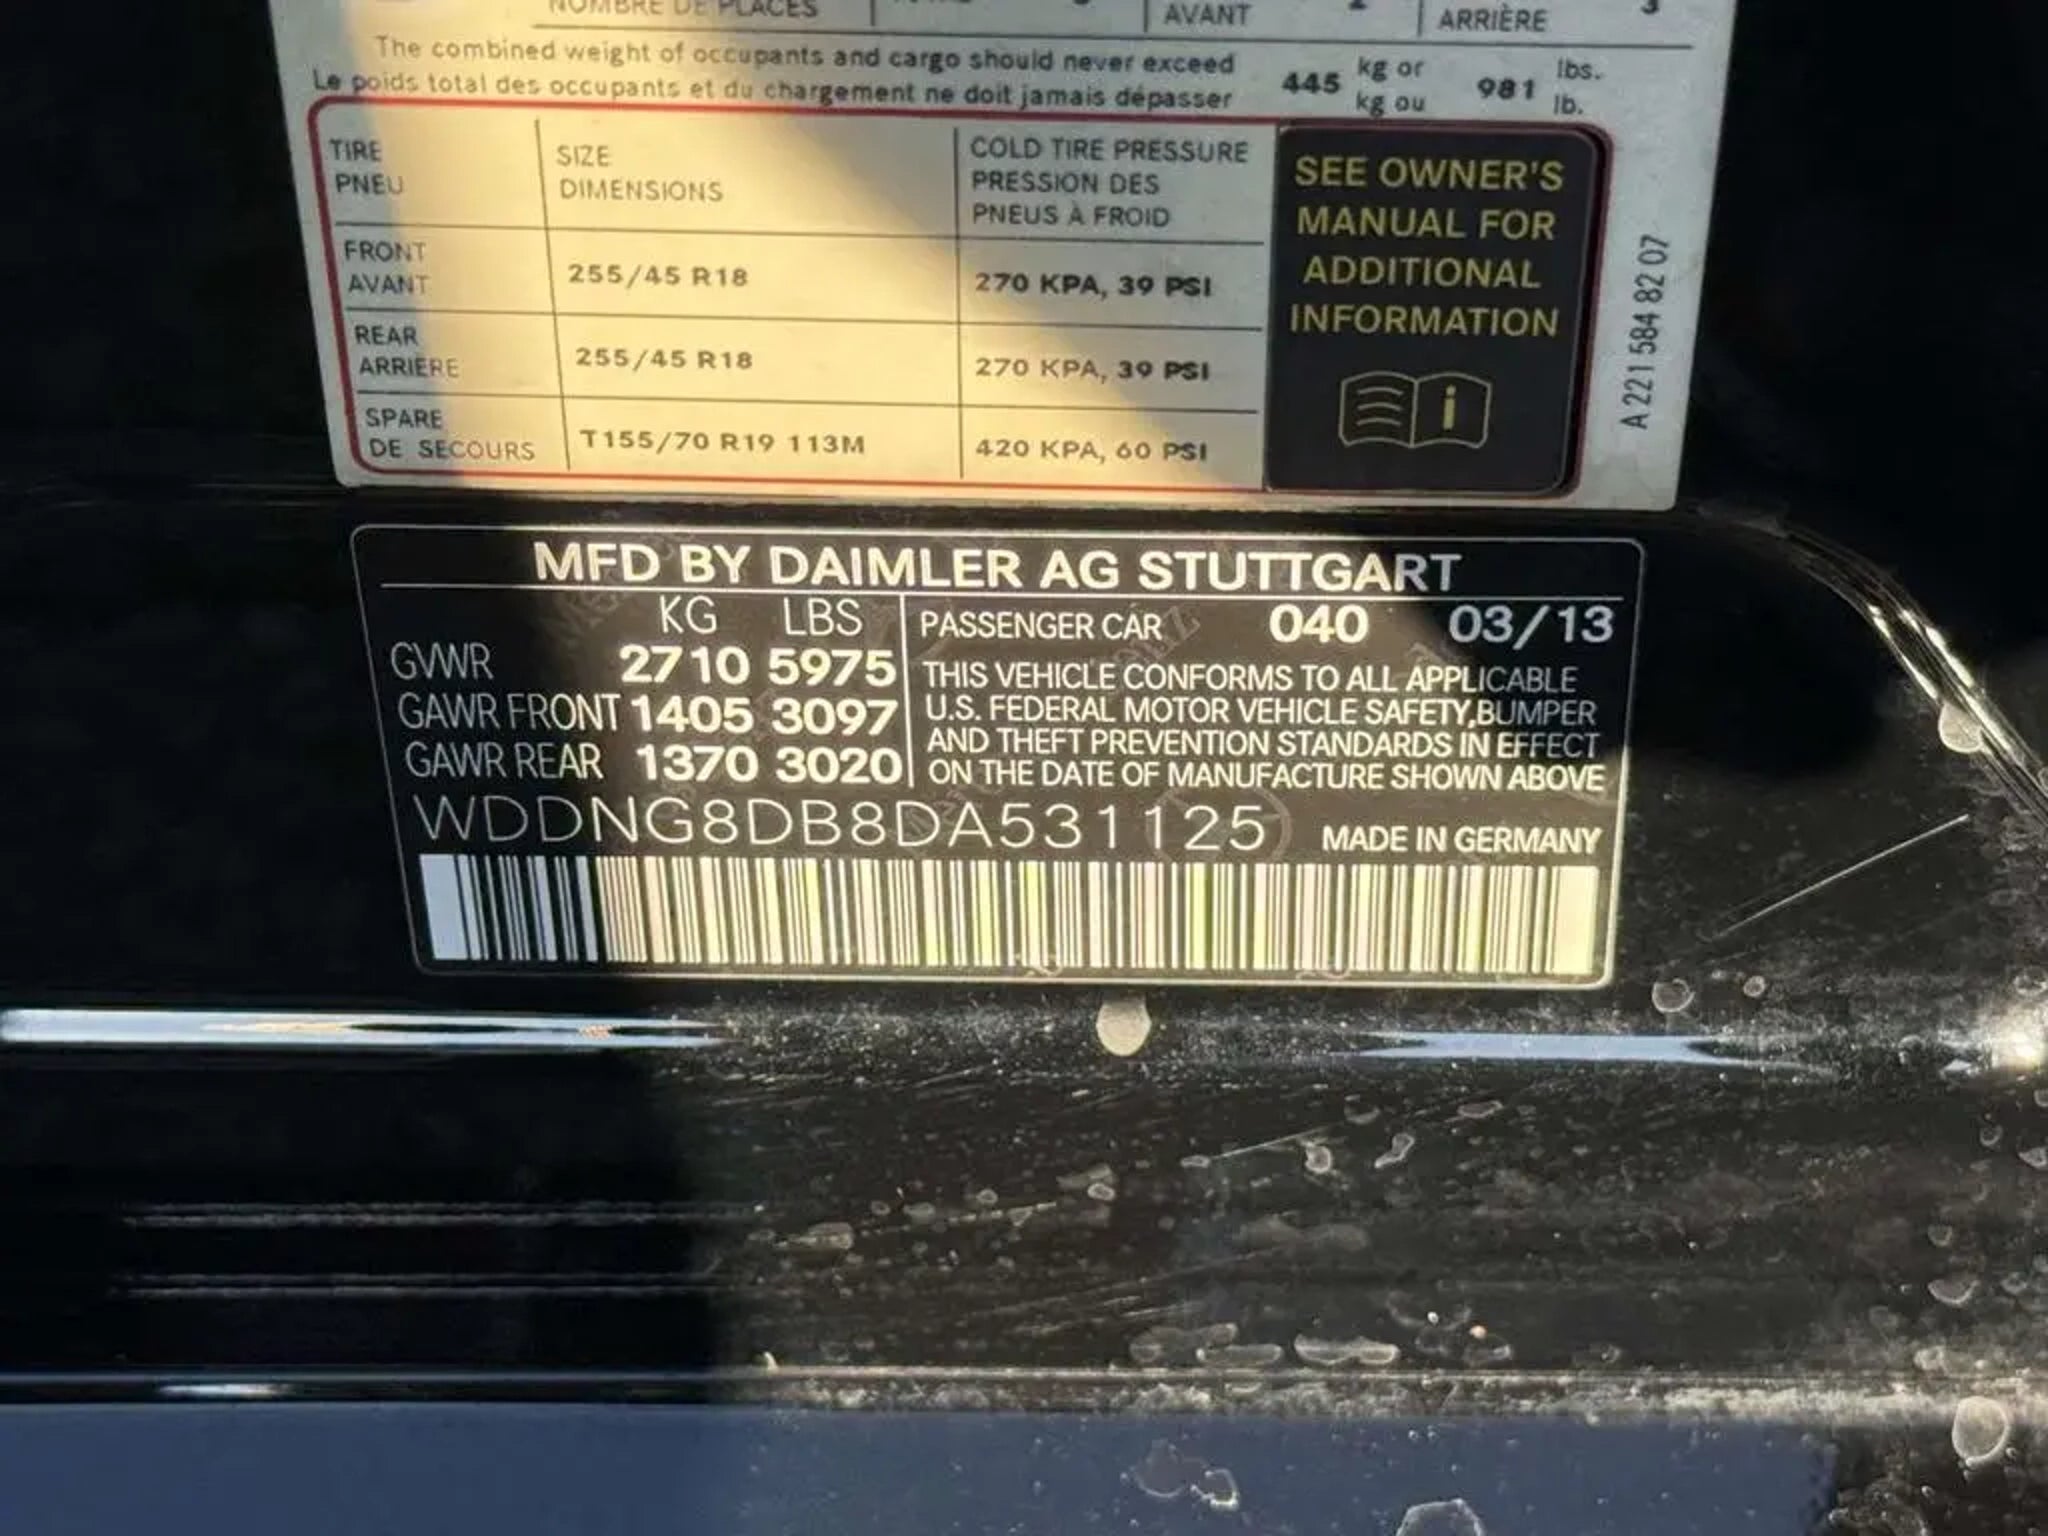 NOMBRE DE PLACES
AVANT 2 ARRIÈRE 3
The combined weight of occupants and cargo should never exceed 445 kg or 981 lbs.
Le poids total des occupants et du chargement ne doit jamais dépasser kg ou lb.
TIRE SIZE COLD TIRE PRESSURE
PNEU DIMENSIONS PRESSION DES
PNEUS À FROID
FRONT
AVANT 255/45 R18 270 KPA, 39 PSI
REAR
ARRIÈRE 255/45 R18 270 KPA, 39 PSI
SPARE
DE SECOURS T155/70 R19 113M 420 KPA, 60 PSI
SEE OWNER'S
MANUAL FOR
ADDITIONAL
INFORMATION
i
A 221 584 82 07
MFD BY DAIMLER AG STUTTGART
KG LBS
GVWR 2710 5975
GAWR FRONT 1405 3097
GAWR REAR 1370 3020
PASSENGER CAR 040 03/13
THIS VEHICLE CONFORMS TO ALL APPLICABLE
U.S. FEDERAL MOTOR VEHICLE SAFETY,BUMPER
AND THEFT PREVENTION STANDARDS IN EFFECT
ON THE DATE OF MANUFACTURE SHOWN ABOVE
WDDNG8DB8DA531125 MADE IN GERMANY